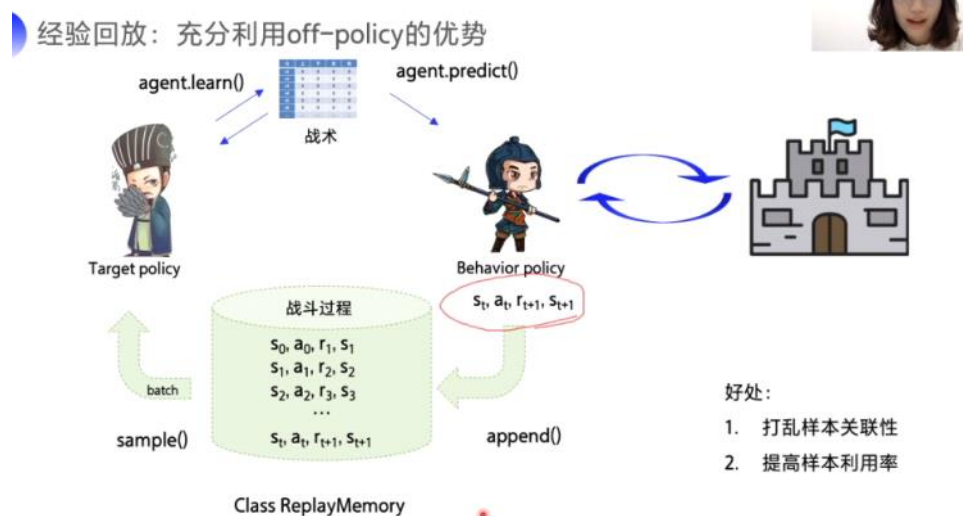 经验回放：充分利用off-policy的优势
agent.learn()
agent.predict()
战术
Target policy
Behavior policy
战斗过程
s0, a0, r1, s1
s1, a1, r2, s2
s2, a2, r3, s3
...
st, at, rt+1, st+1
st, at, rt+1, st+1
batch
sample()
append()
Class ReplayMemory
好处：
1. 打乱样本关联性
2. 提高样本利用率